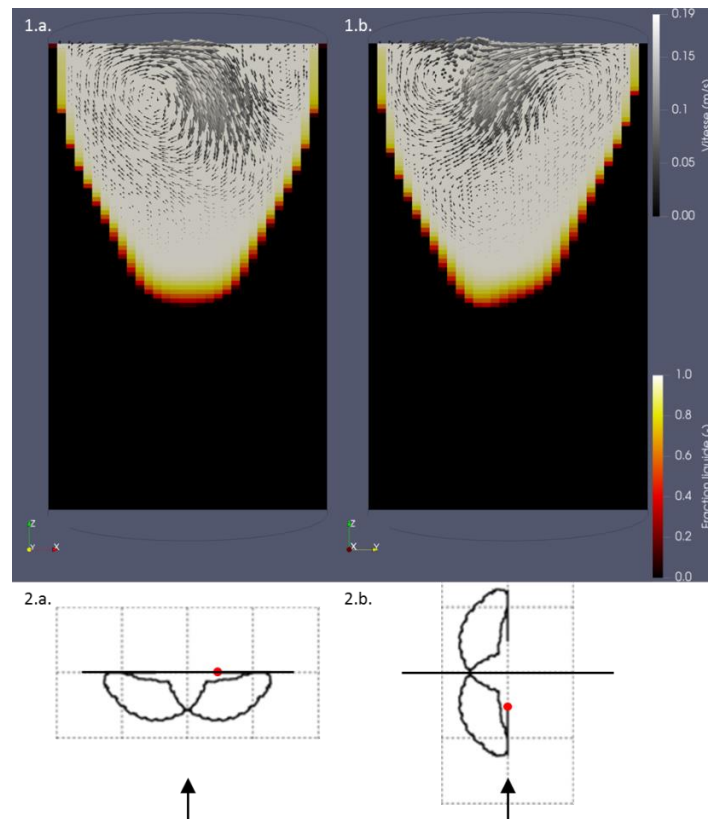 1.a.
1.b.
0.19
0.15
0.1
0.05
0.00
Vitesse (m/s)
1.0
0.8
0.6
0.4
0.2
0.0
Fraction liquide (-)
Z
Y X
Z
X Y
2.a.
2.b.